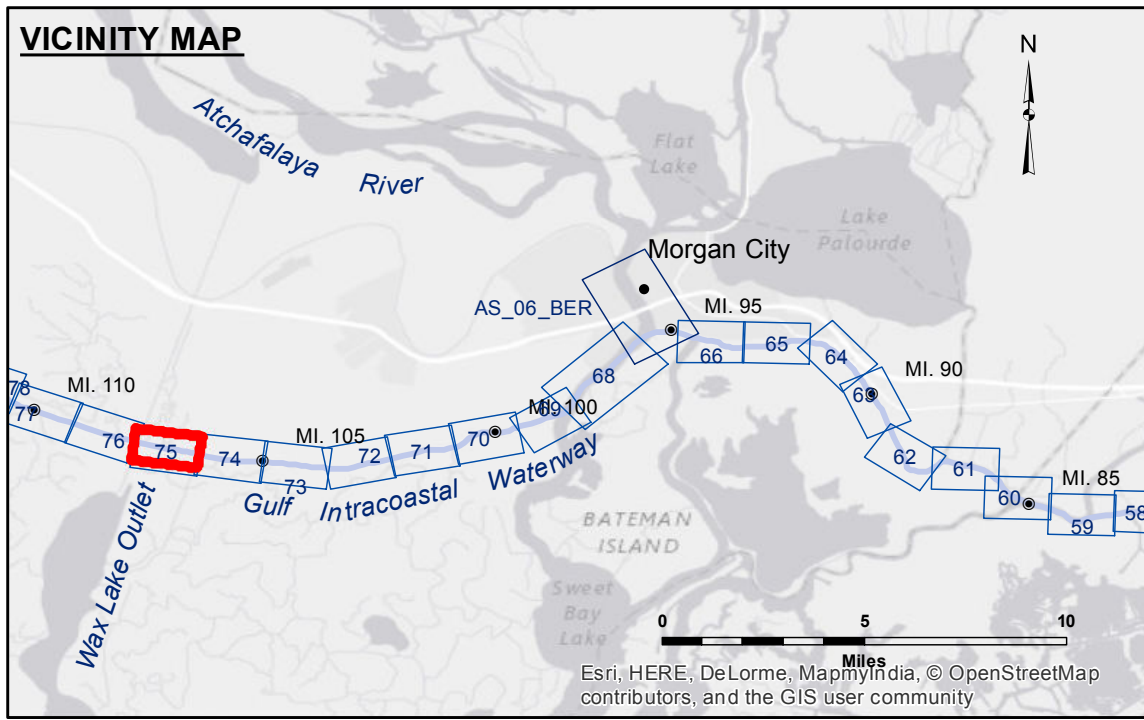 VICINITY MAP
N
Atchafalaya
River
Flat
Lake
Lake
Palourde
Morgan City
AS_06_BER
MI. 95
66
65
64
68
MI. 90
63
78
MI. 110
77
69
MI. 100
76
75
74
MI. 105
73
72
71
70
62
61
MI. 85
60
59
58
Gulf Intracoastal Waterway
Wax Lake Outlet
BATEMAN
ISLAND
Sweet
Bay
Lake
0 5 10
Miles
Esri, HERE, DeLorme, MapmyIndia, © OpenStreetMap
contributors, and the GIS user community